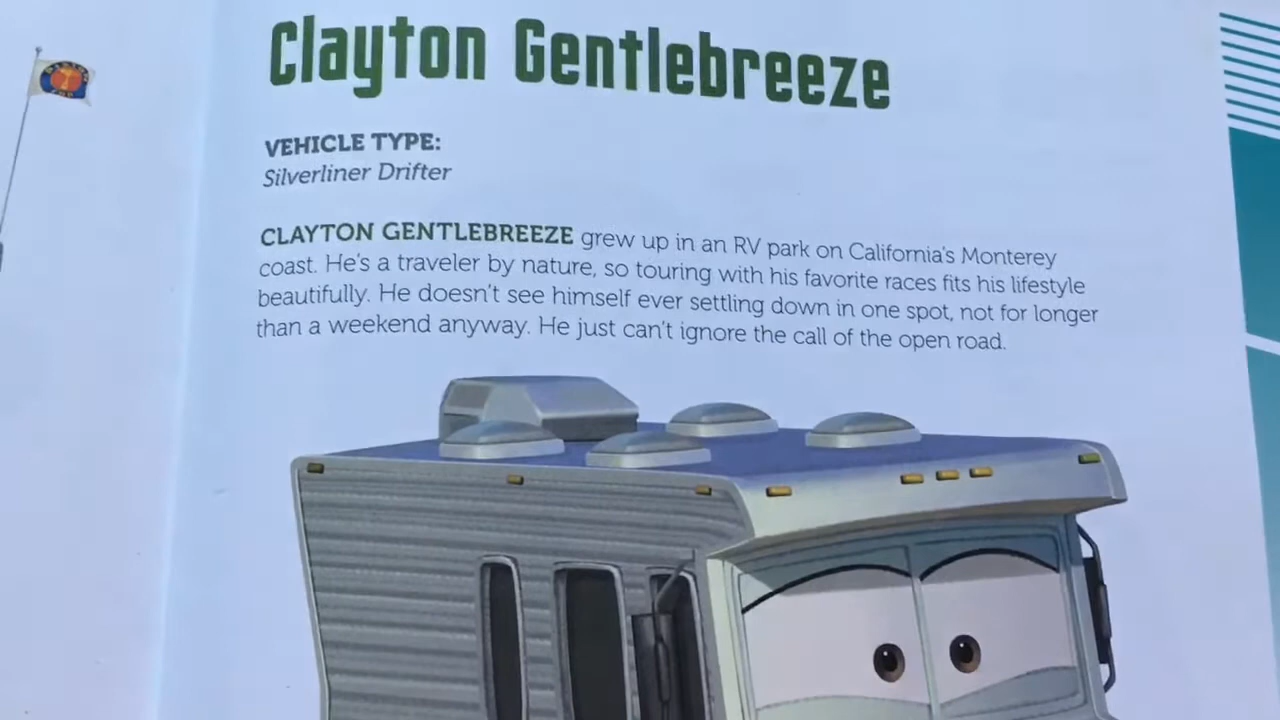 Clayton Gentlebreeze
VEHICLE TYPE:
Silverliner Drifter
CLAYTON GENTLEBREEZE grew up in an RV park on California's Monterey
coast. He's a traveler by nature, so touring with his favorite races fits his lifestyle
beautifully. He doesn't see himself ever settling down in one spot, not for longer
than a weekend anyway. He just can't ignore the call of the open road.